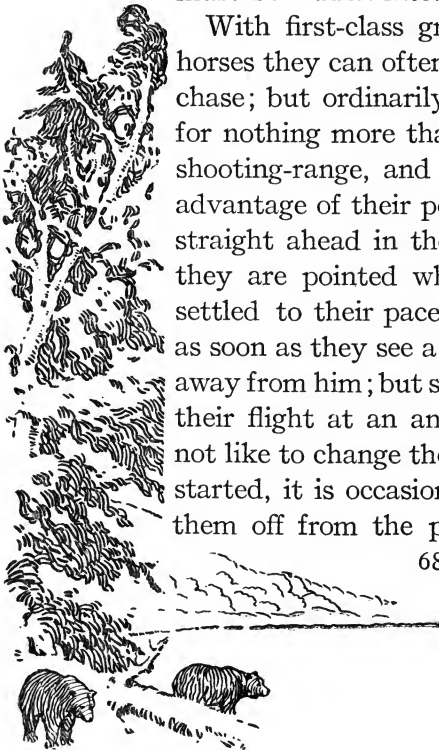 With first-class gr
horses they can often
chase; but ordinarily
for nothing more tha
shooting-range, and
advantage of their p
straight ahead in th
they are pointed w
settled to their pace
as soon as they see a
away from him; but s
their flight at an an
not like to change the
started, it is occasion
them off from the p
68